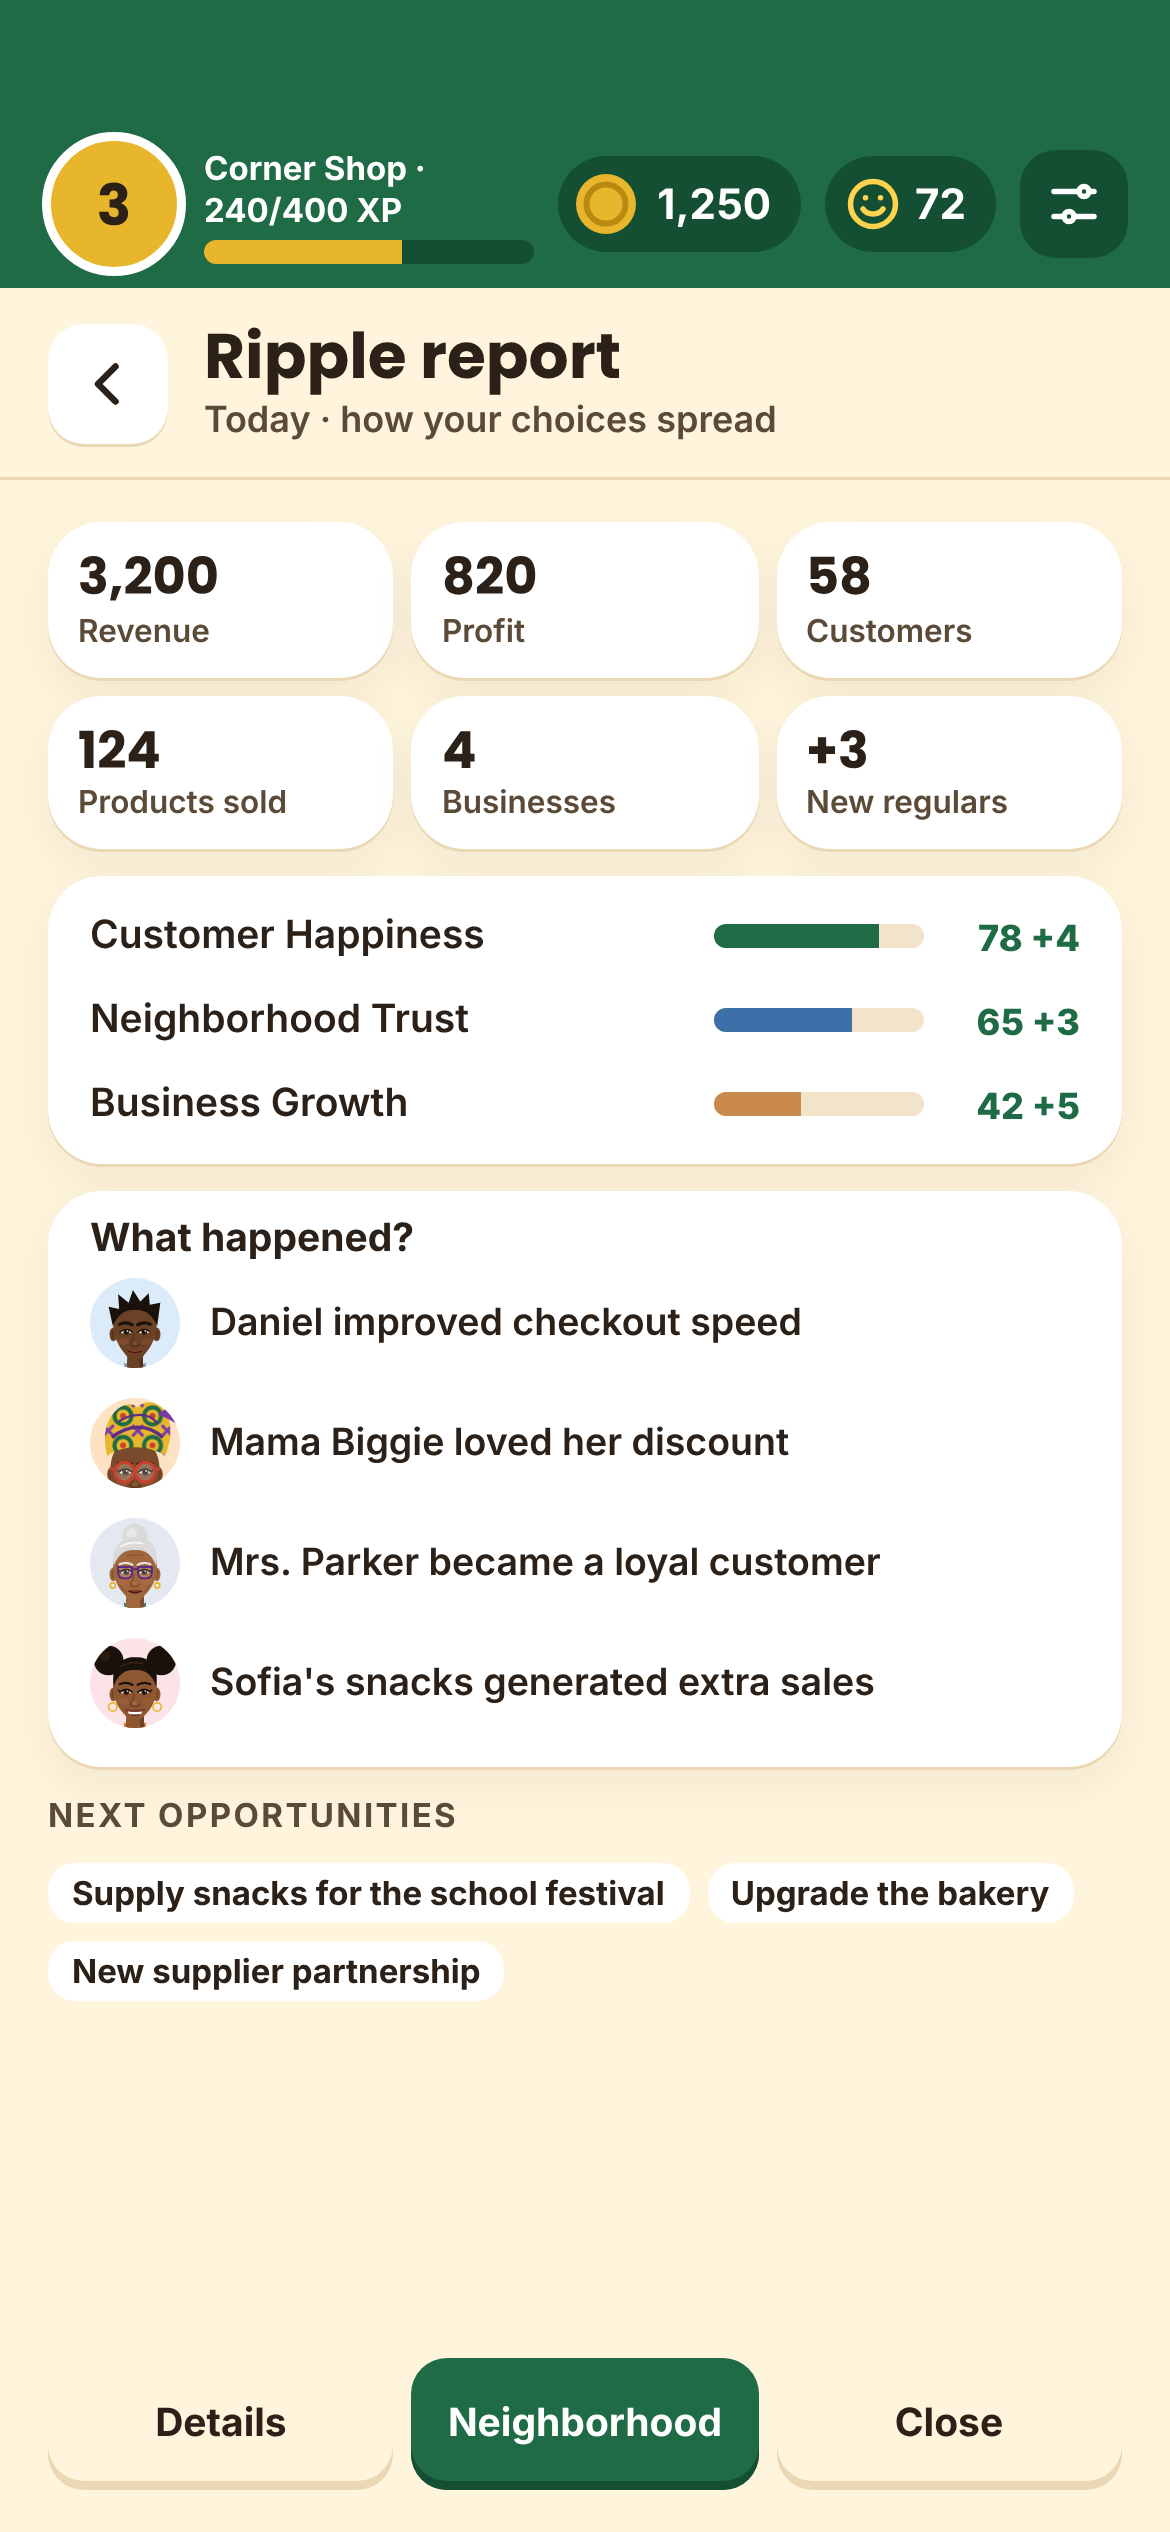 3
Corner Shop ·
240/400 XP
1,250
72
Ripple report
Today · how your choices spread
3,200
Revenue
820
Profit
58
Customers
124
Products sold
4
Businesses
+3
New regulars
Customer Happiness
78 +4
Neighborhood Trust
65 +3
Business Growth
42 +5
What happened?
Daniel improved checkout speed
Mama Biggie loved her discount
Mrs. Parker became a loyal customer
Sofia's snacks generated extra sales
NEXT OPPORTUNITIES
Supply snacks for the school festival
Upgrade the bakery
New supplier partnership
Details
Neighborhood
Close